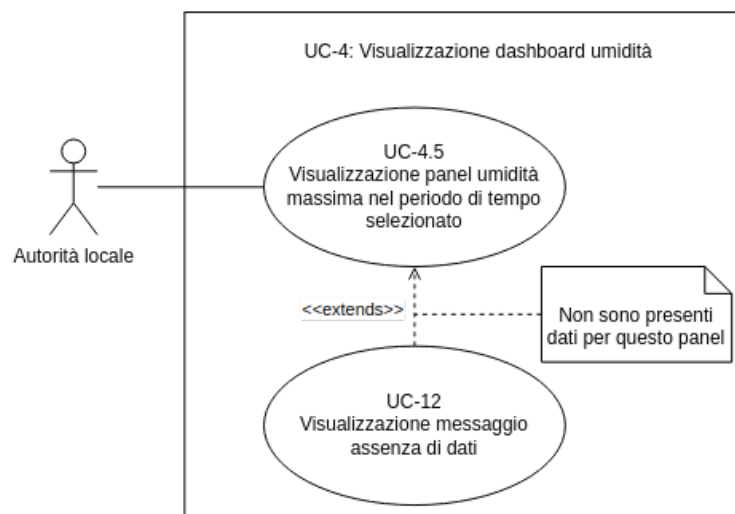 UC-4: Visualizzazione dashboard umidità
UC-4.5
Visualizzazione panel umidità
massima nel periodo di tempo
selezionato
Autorità locale
<<extends>>
Non sono presenti
dati per questo panel
UC-12
Visualizzazione messaggio
assenza di dati